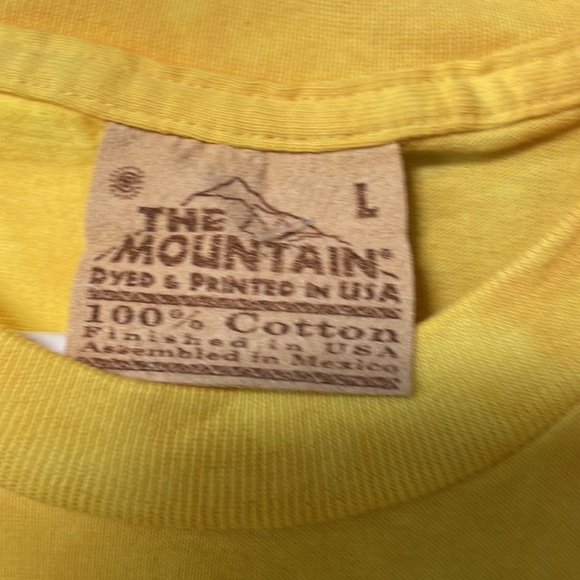 L
THE
MOUNTAIN®
DYED & PRINTED IN USA
100% Cotton
Finished in USA
Assembled in Mexico